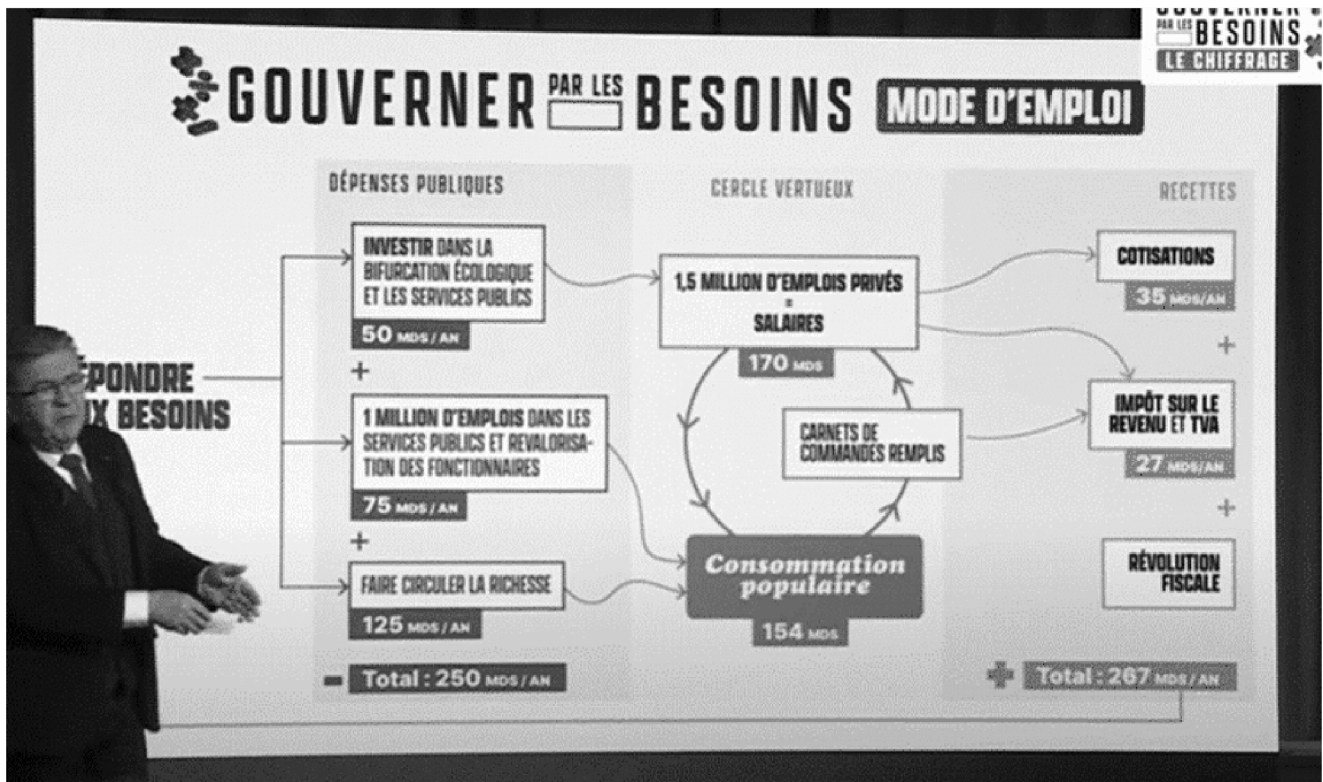 GOUVERNER
PAR LES
BESOINS
LE CHIFFRAGE
GOUVERNER PAR LES BESOINS MODE D'EMPLOI
DÉPENSES PUBLIQUES
CERCLE VERTUEUX
RECETTES
ÉPONDRE
UX BESOINS
INVESTIR DANS LA
BIFURCATION ÉCOLOGIQUE
ET LES SERVICES PUBLICS
50 MDS / AN
+
1 MILLION D'EMPLOIS DANS LES
SERVICES PUBLICS ET REVALORISA-
TION DES FONCTIONNAIRES
75 MDS / AN
+
FAIRE CIRCULER LA RICHESSE
125 MDS / AN
- Total : 250 MDS / AN
1,5 MILLION D'EMPLOIS PRIVÉS
=
SALAIRES
170 MDS
CARNETS DE
COMMANDES REMPLIS
Consommation
populaire
154 MDS
COTISATIONS
35 MDS/AN
+
IMPÔT SUR LE
REVENU ET TVA
27 MDS/AN
+
RÉVOLUTION
FISCALE
+ Total : 267 MDS / AN